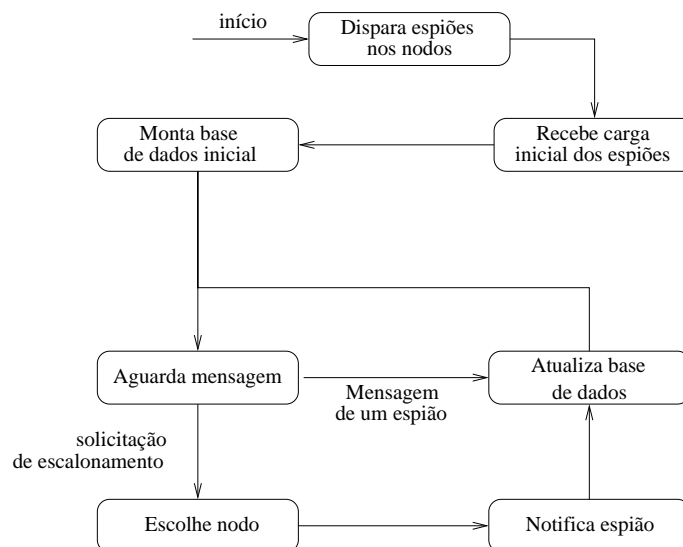 início
Dispara espiões
nos nodos
Monta base
de dados inicial
Recebe carga
inicial dos espiões
Aguarda mensagem
Mensagem
de um espião
Atualiza base
de dados
solicitação
de escalonamento
Escolhe nodo
Notifica espião